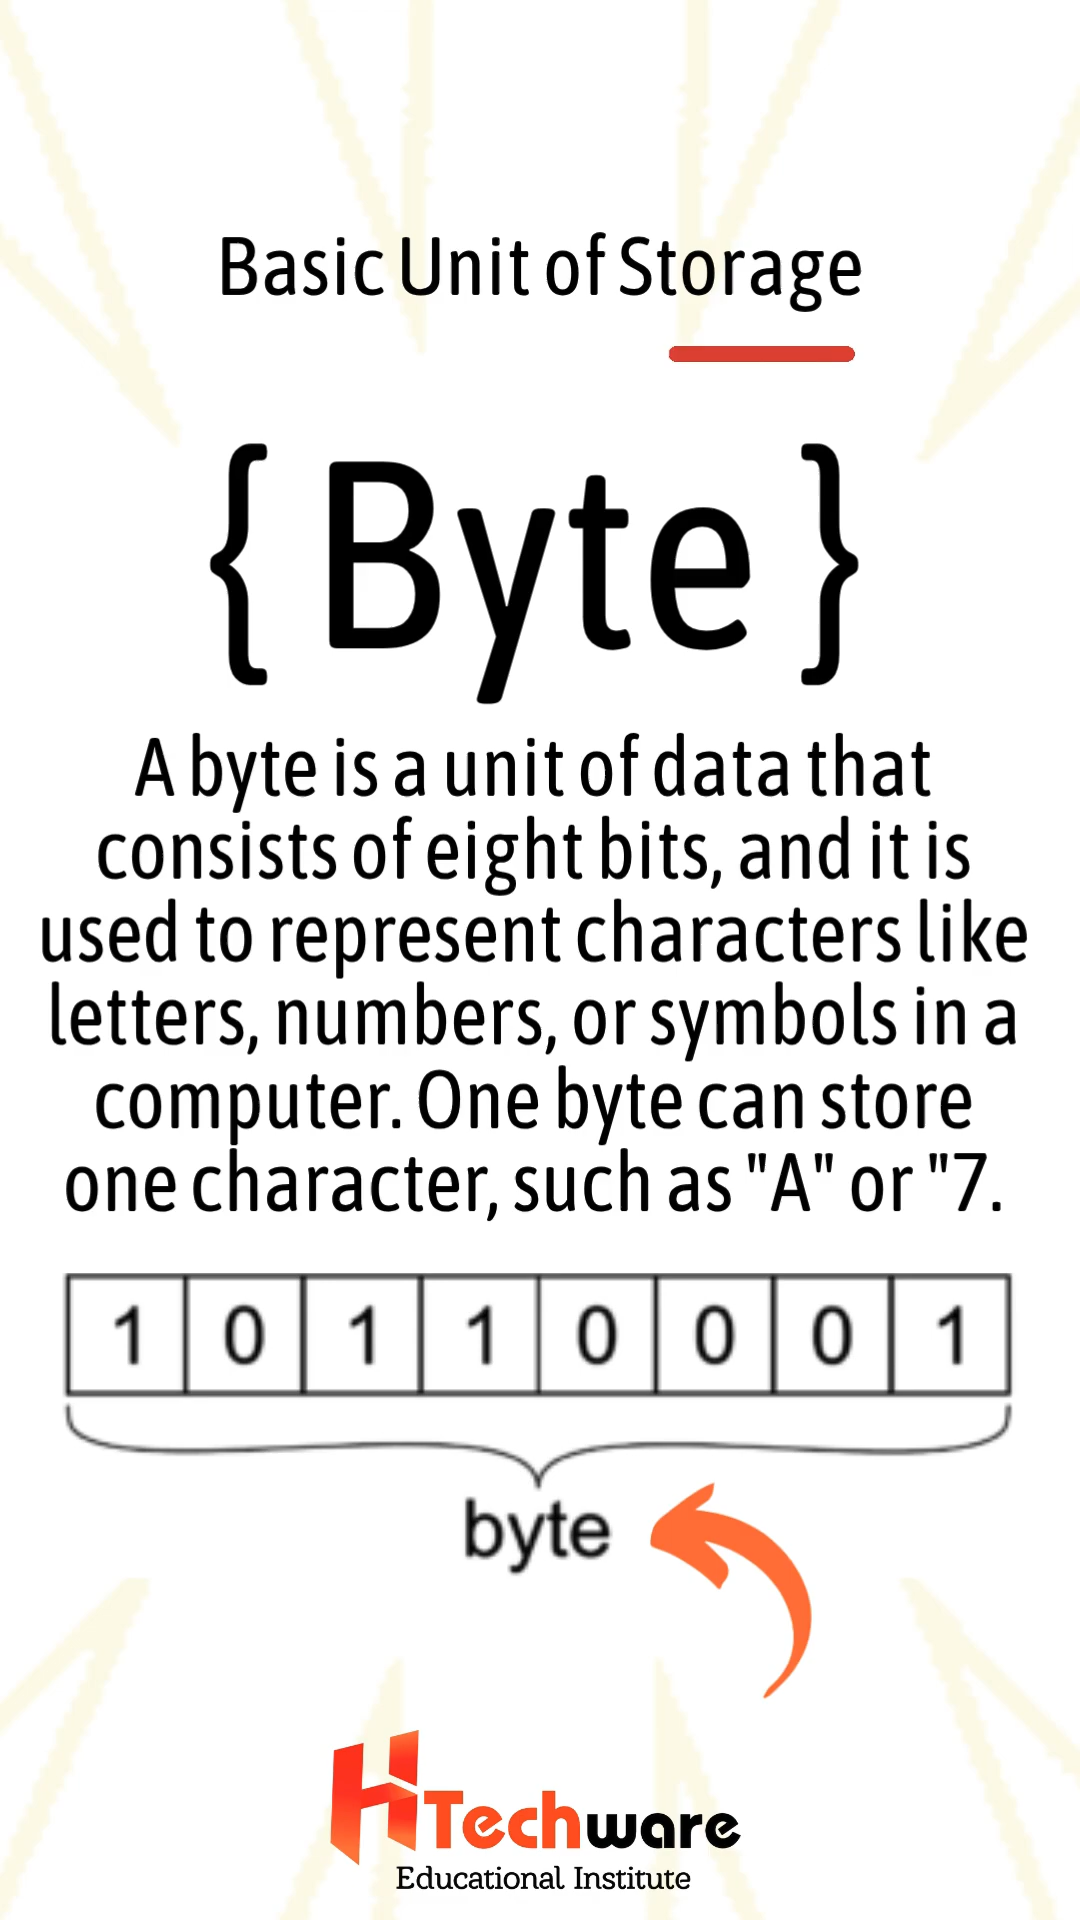 Basic Unit of Storage
{ Byte }
A byte is a unit of data that
consists of eight bits, and it is
used to represent characters like
letters, numbers, or symbols in a
computer. One byte can store
one character, such as "A" or "7.
1 0 1 1 0 0 0 1
byte
H Techware
Educational Institute